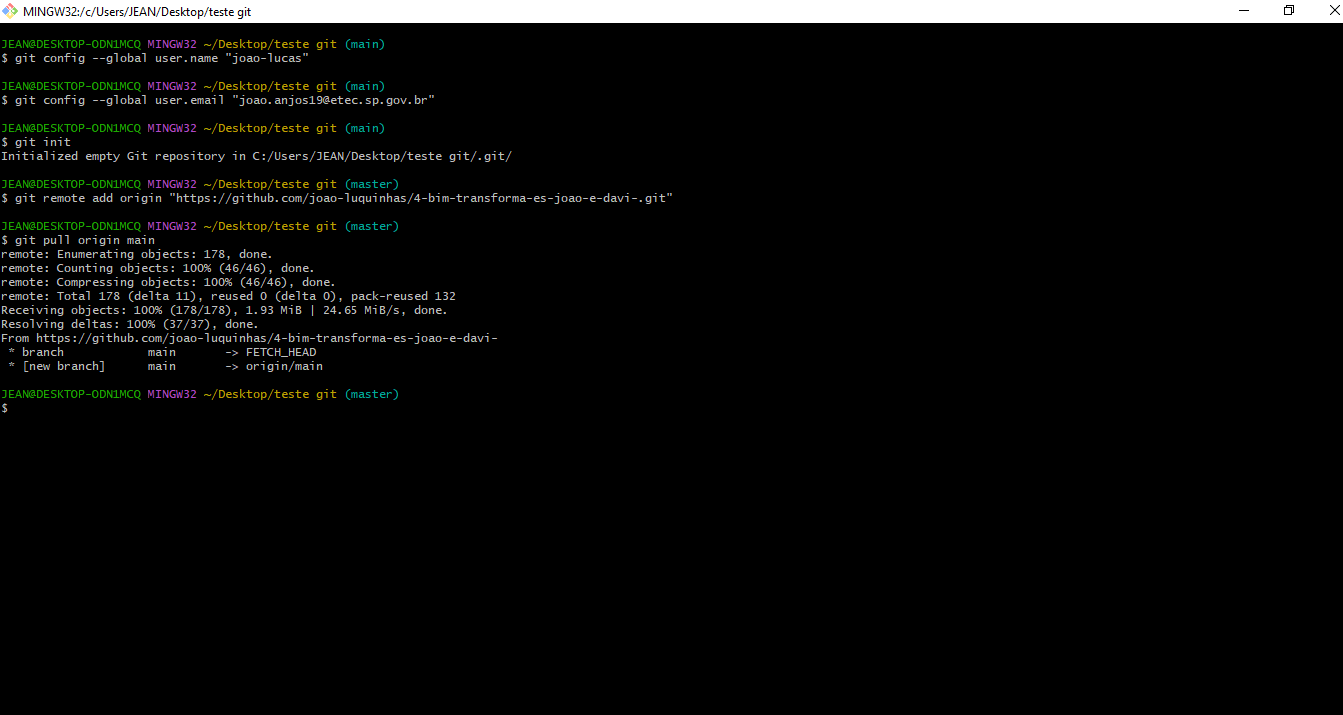 MINGW32:/c/Users/JEAN/Desktop/teste git
JEAN@DESKTOP-ODN1MCQ MINGW32 ~/Desktop/teste git (main)
$ git config --global user.name "joao-lucas"
JEAN@DESKTOP-ODN1MCQ MINGW32 ~/Desktop/teste git (main)
$ git config --global user.email "joao.anjos19@etec.sp.gov.br"
JEAN@DESKTOP-ODN1MCQ MINGW32 ~/Desktop/teste git (main)
$ git init
Initialized empty Git repository in C:/Users/JEAN/Desktop/teste git/.git/
JEAN@DESKTOP-ODN1MCQ MINGW32 ~/Desktop/teste git (master)
$ git remote add origin "https://github.com/joao-luquinhas/4-bim-transforma-es-joao-e-davi-.git"
JEAN@DESKTOP-ODN1MCQ MINGW32 ~/Desktop/teste git (master)
$ git pull origin main
remote: Enumerating objects: 178, done.
remote: Counting objects: 100% (46/46), done.
remote: Compressing objects: 100% (46/46), done.
remote: Total 178 (delta 11), reused 0 (delta 0), pack-reused 132
Receiving objects: 100% (178/178), 1.93 MiB | 24.65 MiB/s, done.
Resolving deltas: 100% (37/37), done.
From https://github.com/joao-luquinhas/4-bim-transforma-es-joao-e-davi-
 * branch            main       -> FETCH_HEAD
 * [new branch]      main       -> origin/main
JEAN@DESKTOP-ODN1MCQ MINGW32 ~/Desktop/teste git (master)
$